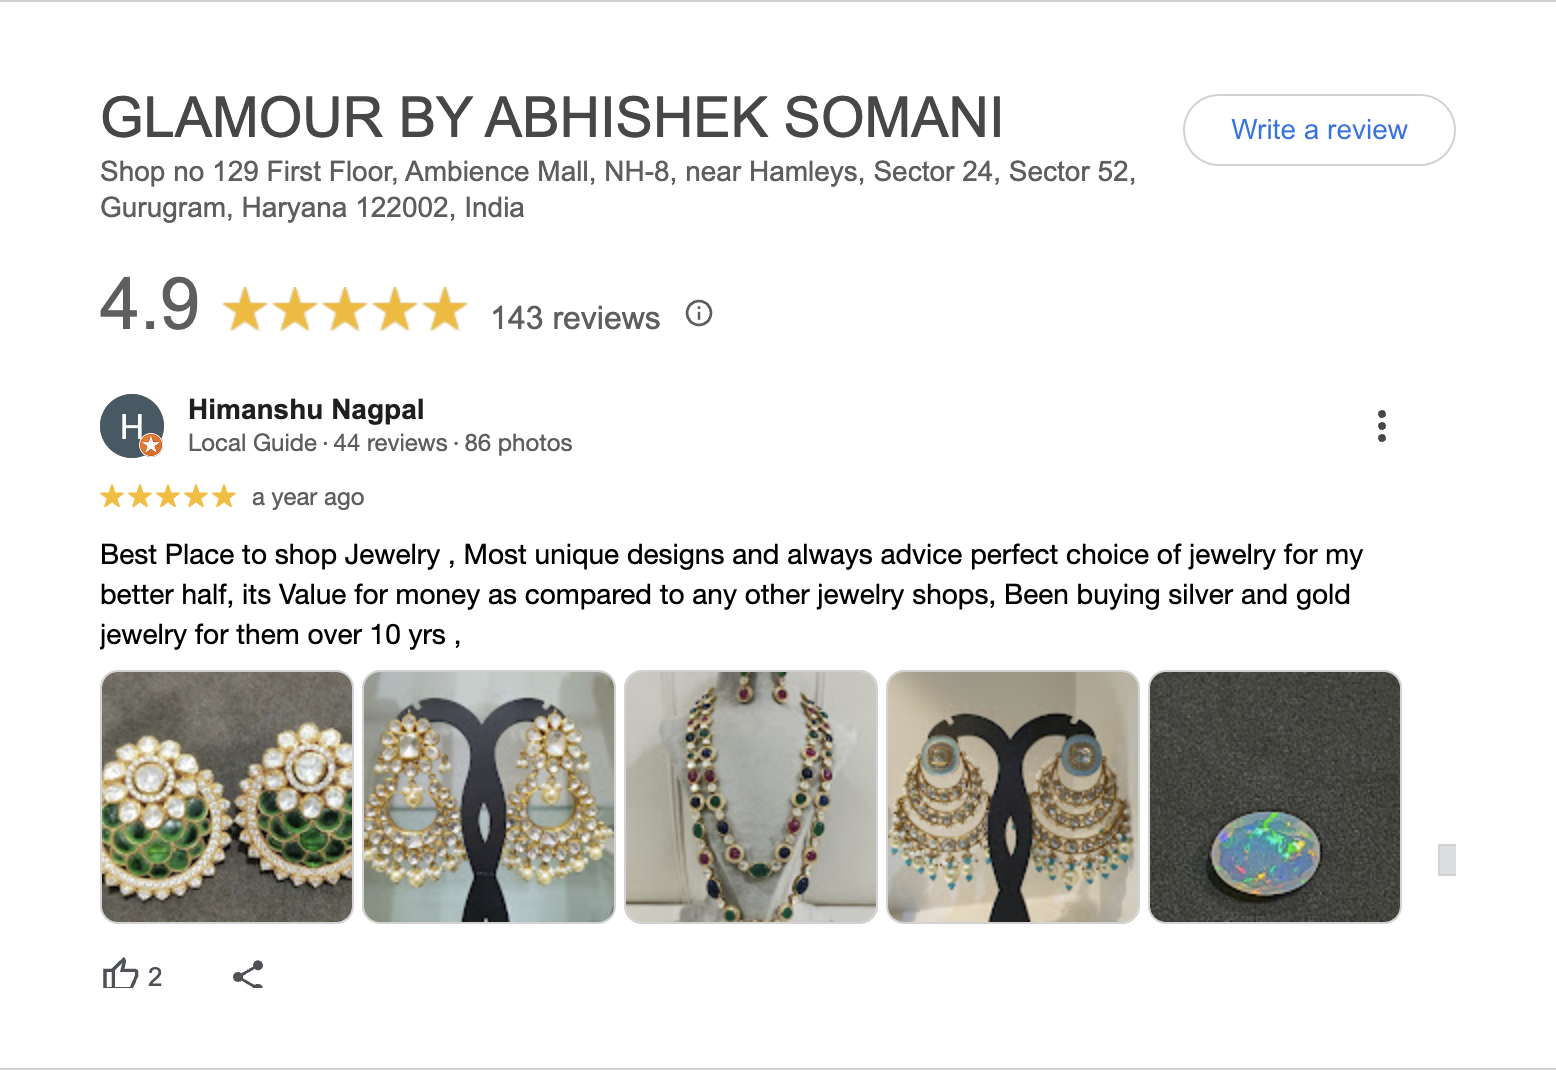 GLAMOUR BY ABHISHEK SOMANI
Write a review
Shop no 129 First Floor, Ambience Mall, NH-8, near Hamleys, Sector 24, Sector 52,
Gurugram, Haryana 122002, India
4.9 143 reviews
H
Himanshu Nagpal
Local Guide · 44 reviews · 86 photos
a year ago
Best Place to shop Jewelry , Most unique designs and always advice perfect choice of jewelry for my
better half, its Value for money as compared to any other jewelry shops, Been buying silver and gold
jewelry for them over 10 yrs ,
2